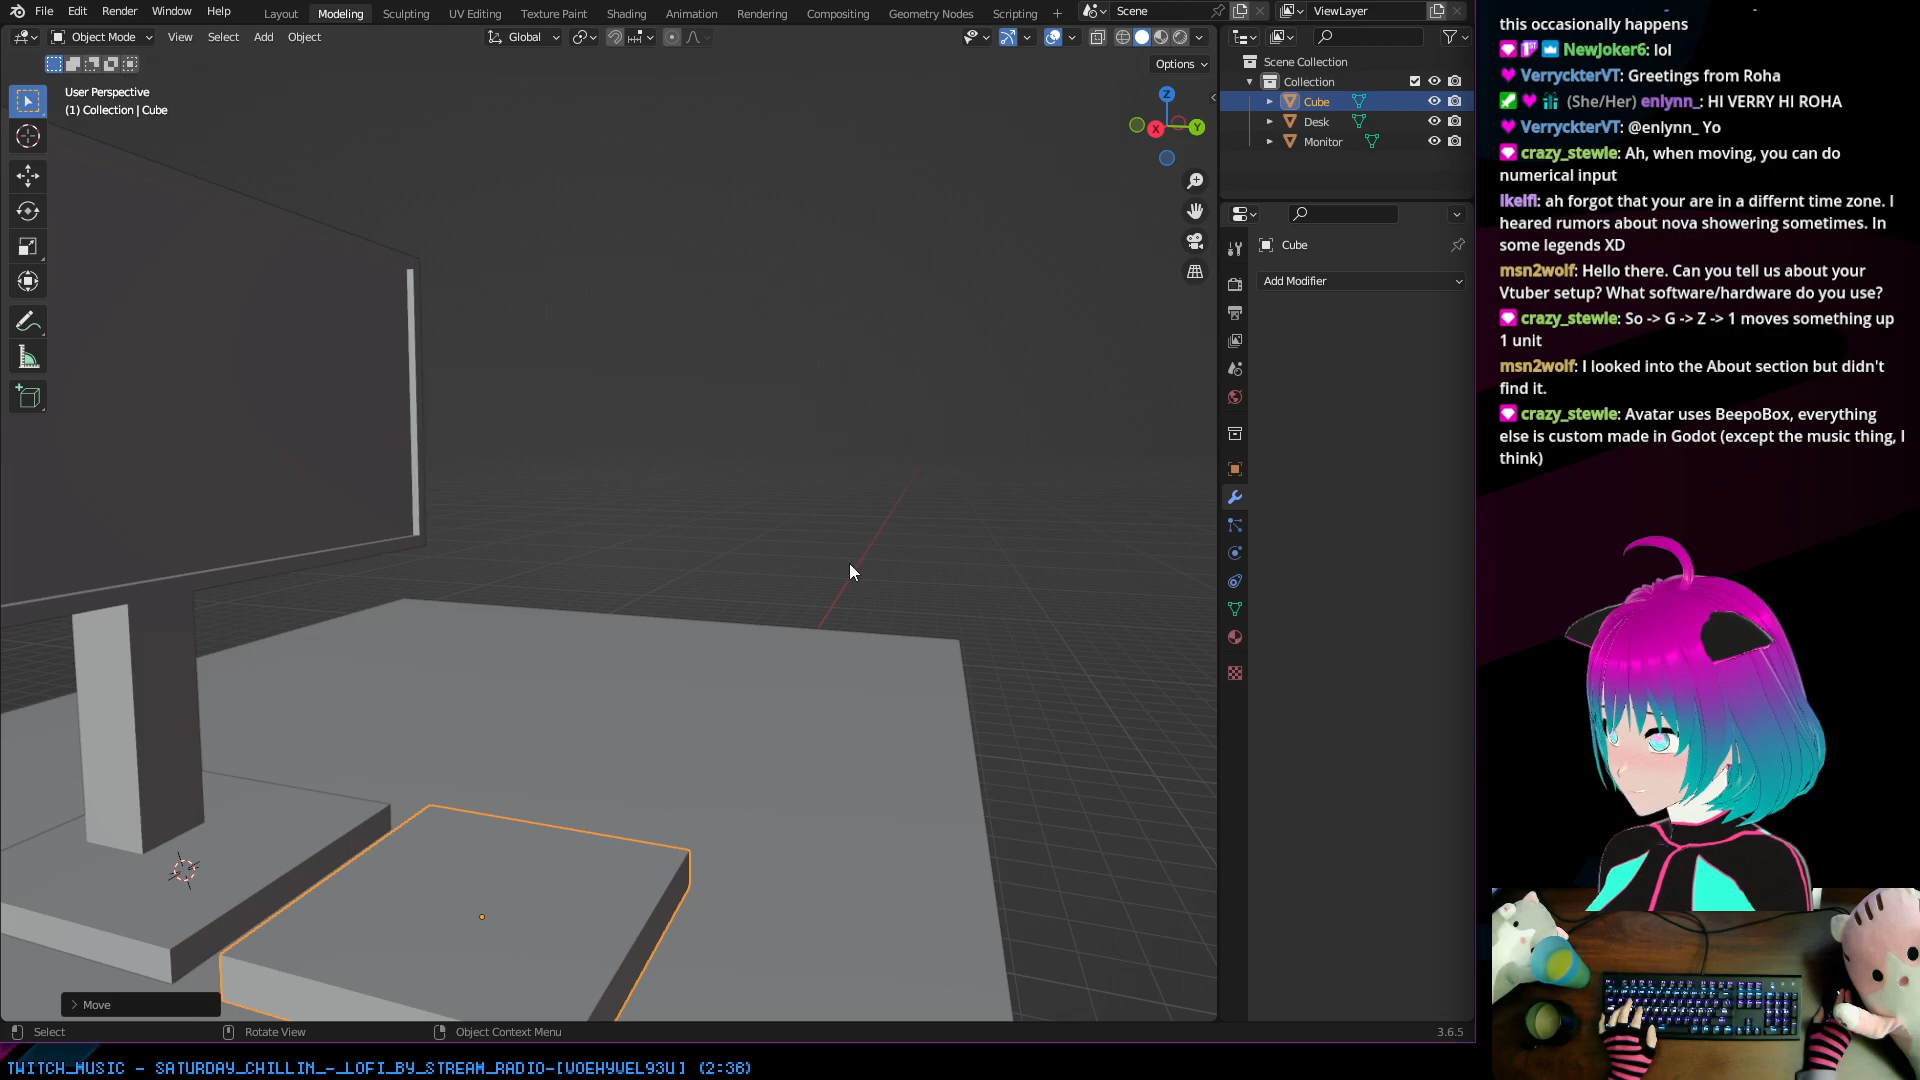 File Edit Render Window Help Layout Modeling Sculpting UV Editing Texture Paint Shading Animation Rendering Compositing Geometry Nodes Scripting + Scene ViewLayer
Object Mode View Select Add Object Global
Options
User Perspective
(1) Collection | Cube
Z
X
Y
Scene Collection
Collection
Cube
Desk
Monitor
Cube
Add Modifier
Move
Select Rotate View Object Context Menu 3.6.5
this occasionally happens
NewJoker6: lol
VerryckterVT: Greetings from Roha
(She/Her) enlynn_: HI VERRY HI ROHA
VerryckterVT: @enlynn_ Yo
crazy_stewie: Ah, when moving, you can do
numerical input
ikeifl: ah forgot that your are in a differnt time zone. I
heared rumors about nova showering sometimes. In
some legends XD
msn2wolf: Hello there. Can you tell us about your
Vtuber setup? What software/hardware do you use?
crazy_stewie: So -> G -> Z -> 1 moves something up
1 unit
msn2wolf: I looked into the About section but didn't
find it.
crazy_stewie: Avatar uses BeepoBox, everything
else is custom made in Godot (except the music thing, I
think)
TWITCH_MUSIC - SATURDAY_CHILLIN_-_LOFI_BY_STREAM_RADIO-[VOEHYWEL93U] (2:36)